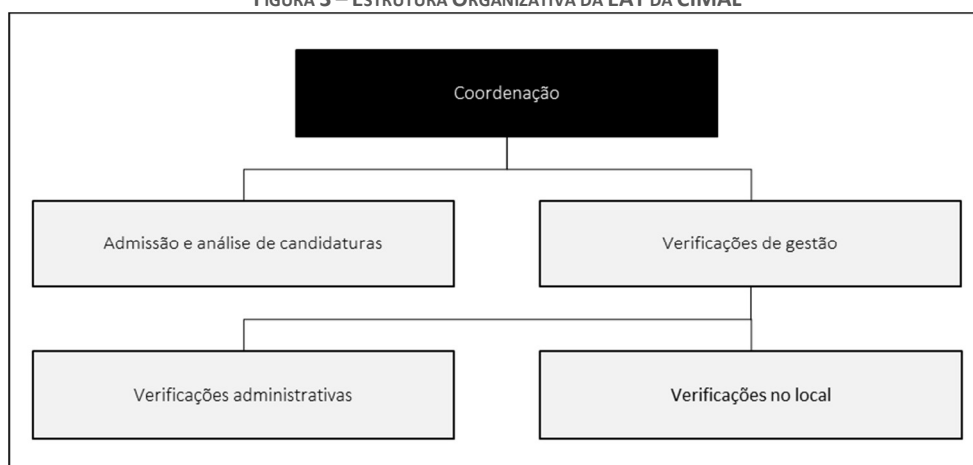 FIGURA 3 – ESTRUTURA ORGANIZATIVA DA EAT DA CIMAL
Coordenação
Admissão e análise de candidaturas
Verificações de gestão
Verificações administrativas
Verificações no local